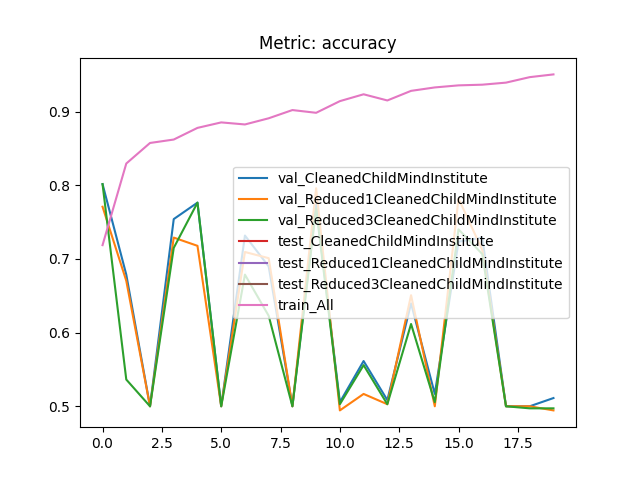 Metric: accuracy
0.9
0.8
0.7
0.6
0.5
val_CleanedChildMindInstitute
val_Reduced1CleanedChildMindInstitute
val_Reduced3CleanedChildMindInstitute
test_CleanedChildMindInstitute
test_Reduced1CleanedChildMindInstitute
test_Reduced3CleanedChildMindInstitute
train_All
0.0 2.5 5.0 7.5 10.0 12.5 15.0 17.5